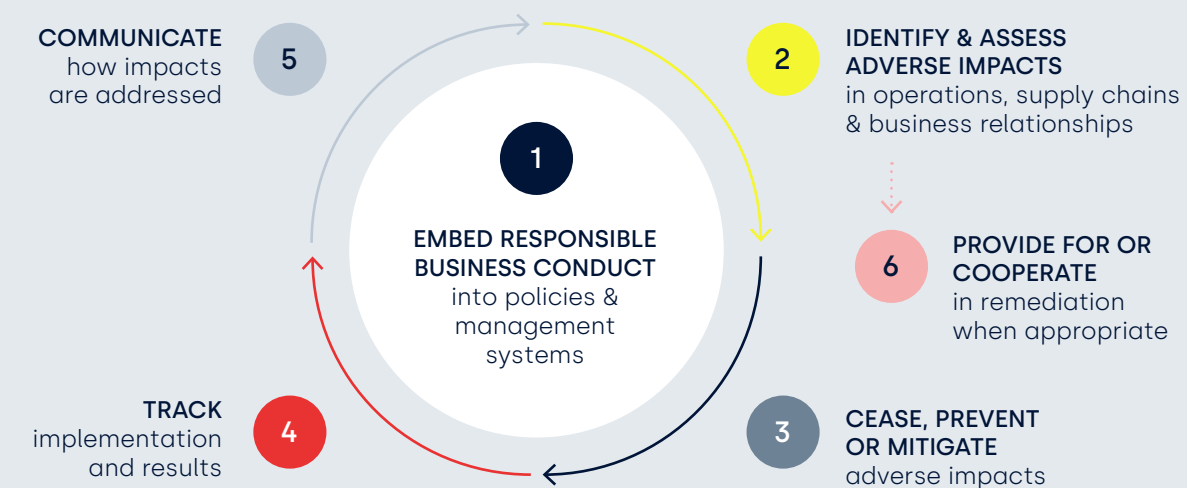 1
EMBED RESPONSIBLE
BUSINESS CONDUCT
into policies &
management
systems
2
IDENTIFY & ASSESS
ADVERSE IMPACTS
in operations, supply chains
& business relationships
3
CEASE, PREVENT
OR MITIGATE
adverse impacts
4
TRACK
implementation
and results
5
COMMUNICATE
how impacts
are addressed
6
PROVIDE FOR OR
COOPERATE
in remediation
when appropriate